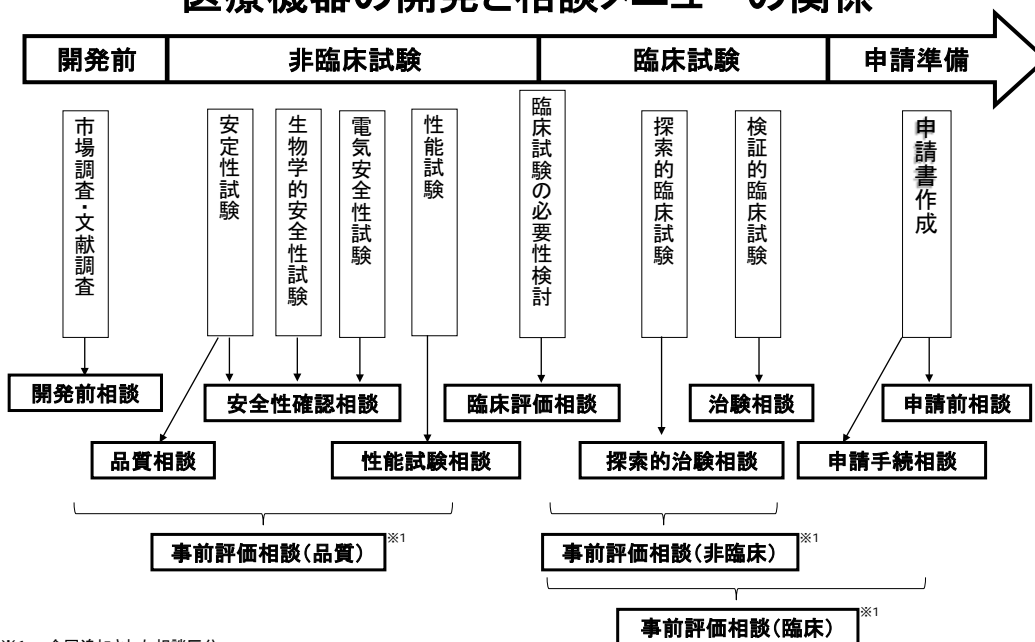 医療機器の開発と相談メニューの関係
開発前
非臨床試験
臨床試験
申請準備
市場調査・文献調査
安定性試験
生物学的安全性試験
電気安全性試験
性能試験
臨床試験の必要性検討
探索的臨床試験
検証的臨床試験
申請書作成
開発前相談
安全性確認相談
臨床評価相談
治験相談
申請前相談
品質相談
性能試験相談
探索的治験相談
申請手続相談
事前評価相談(品質)※1
事前評価相談(非臨床)※1
事前評価相談(臨床)※1